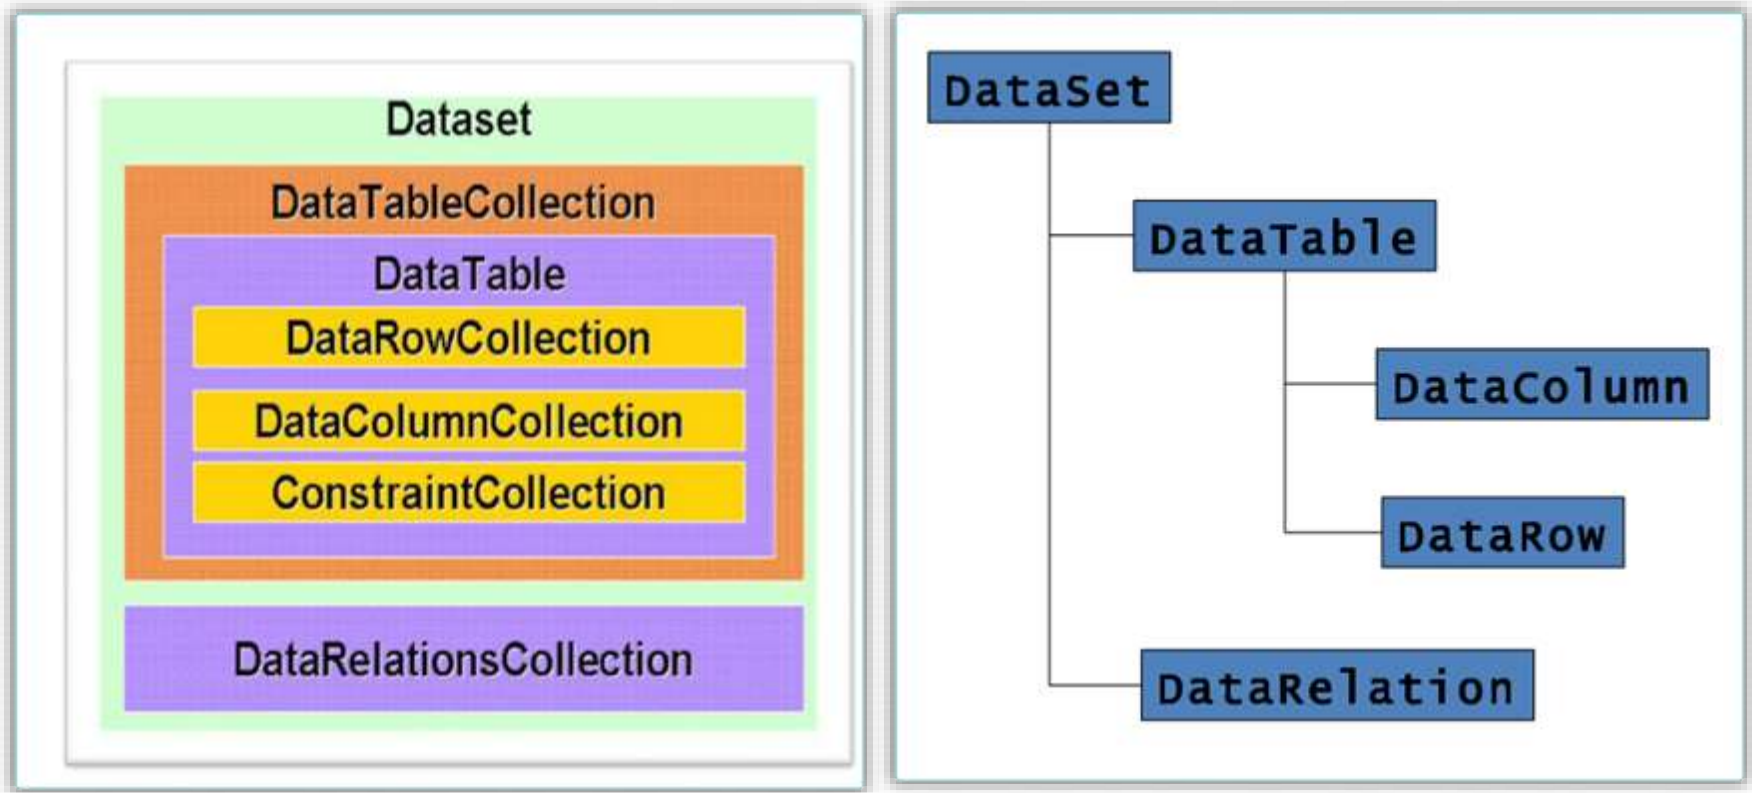 Dataset
DataTableCollection
DataTable
DataRowCollection
DataColumnCollection
ConstraintCollection
DataRelationsCollection
DataSet
DataTable
DataColumn
DataRow
DataRelation